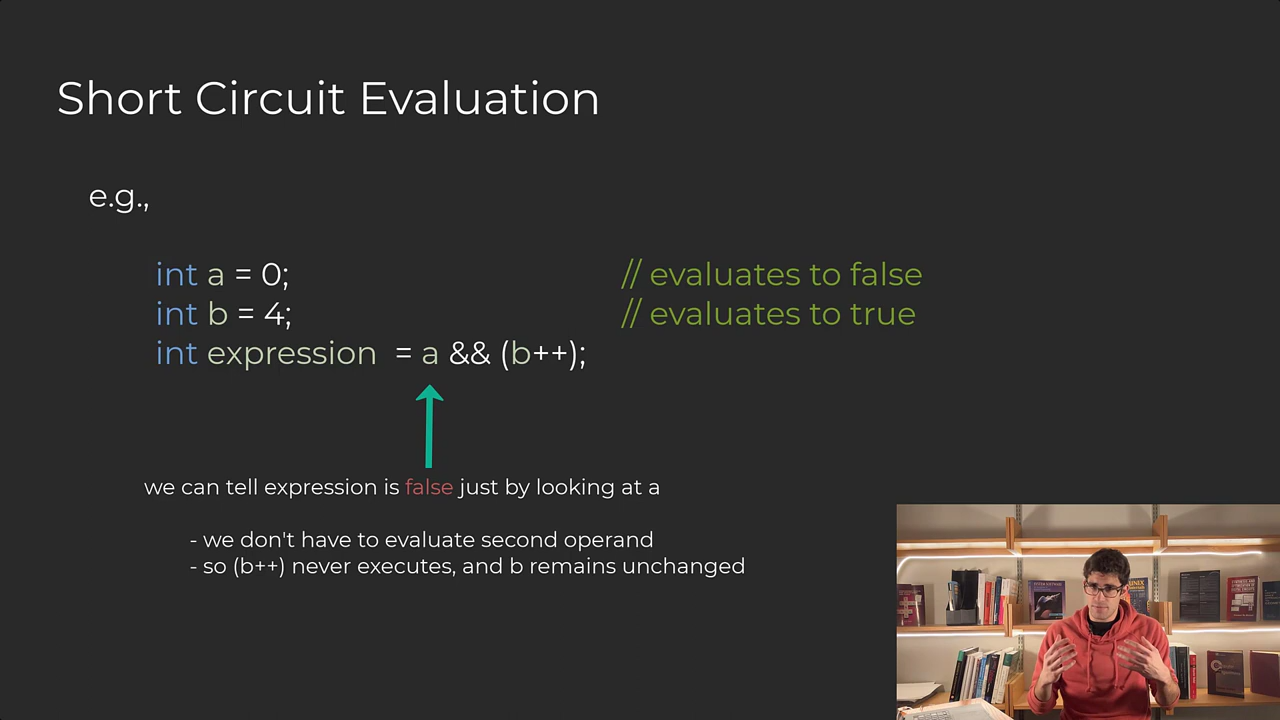 Short Circuit Evaluation
e.g.,
int a = 0; // evaluates to false
int b = 4; // evaluates to true
int expression = a && (b++);
we can tell expression is false just by looking at a
- we don't have to evaluate second operand
- so (b++) never executes, and b remains unchanged
UNIX